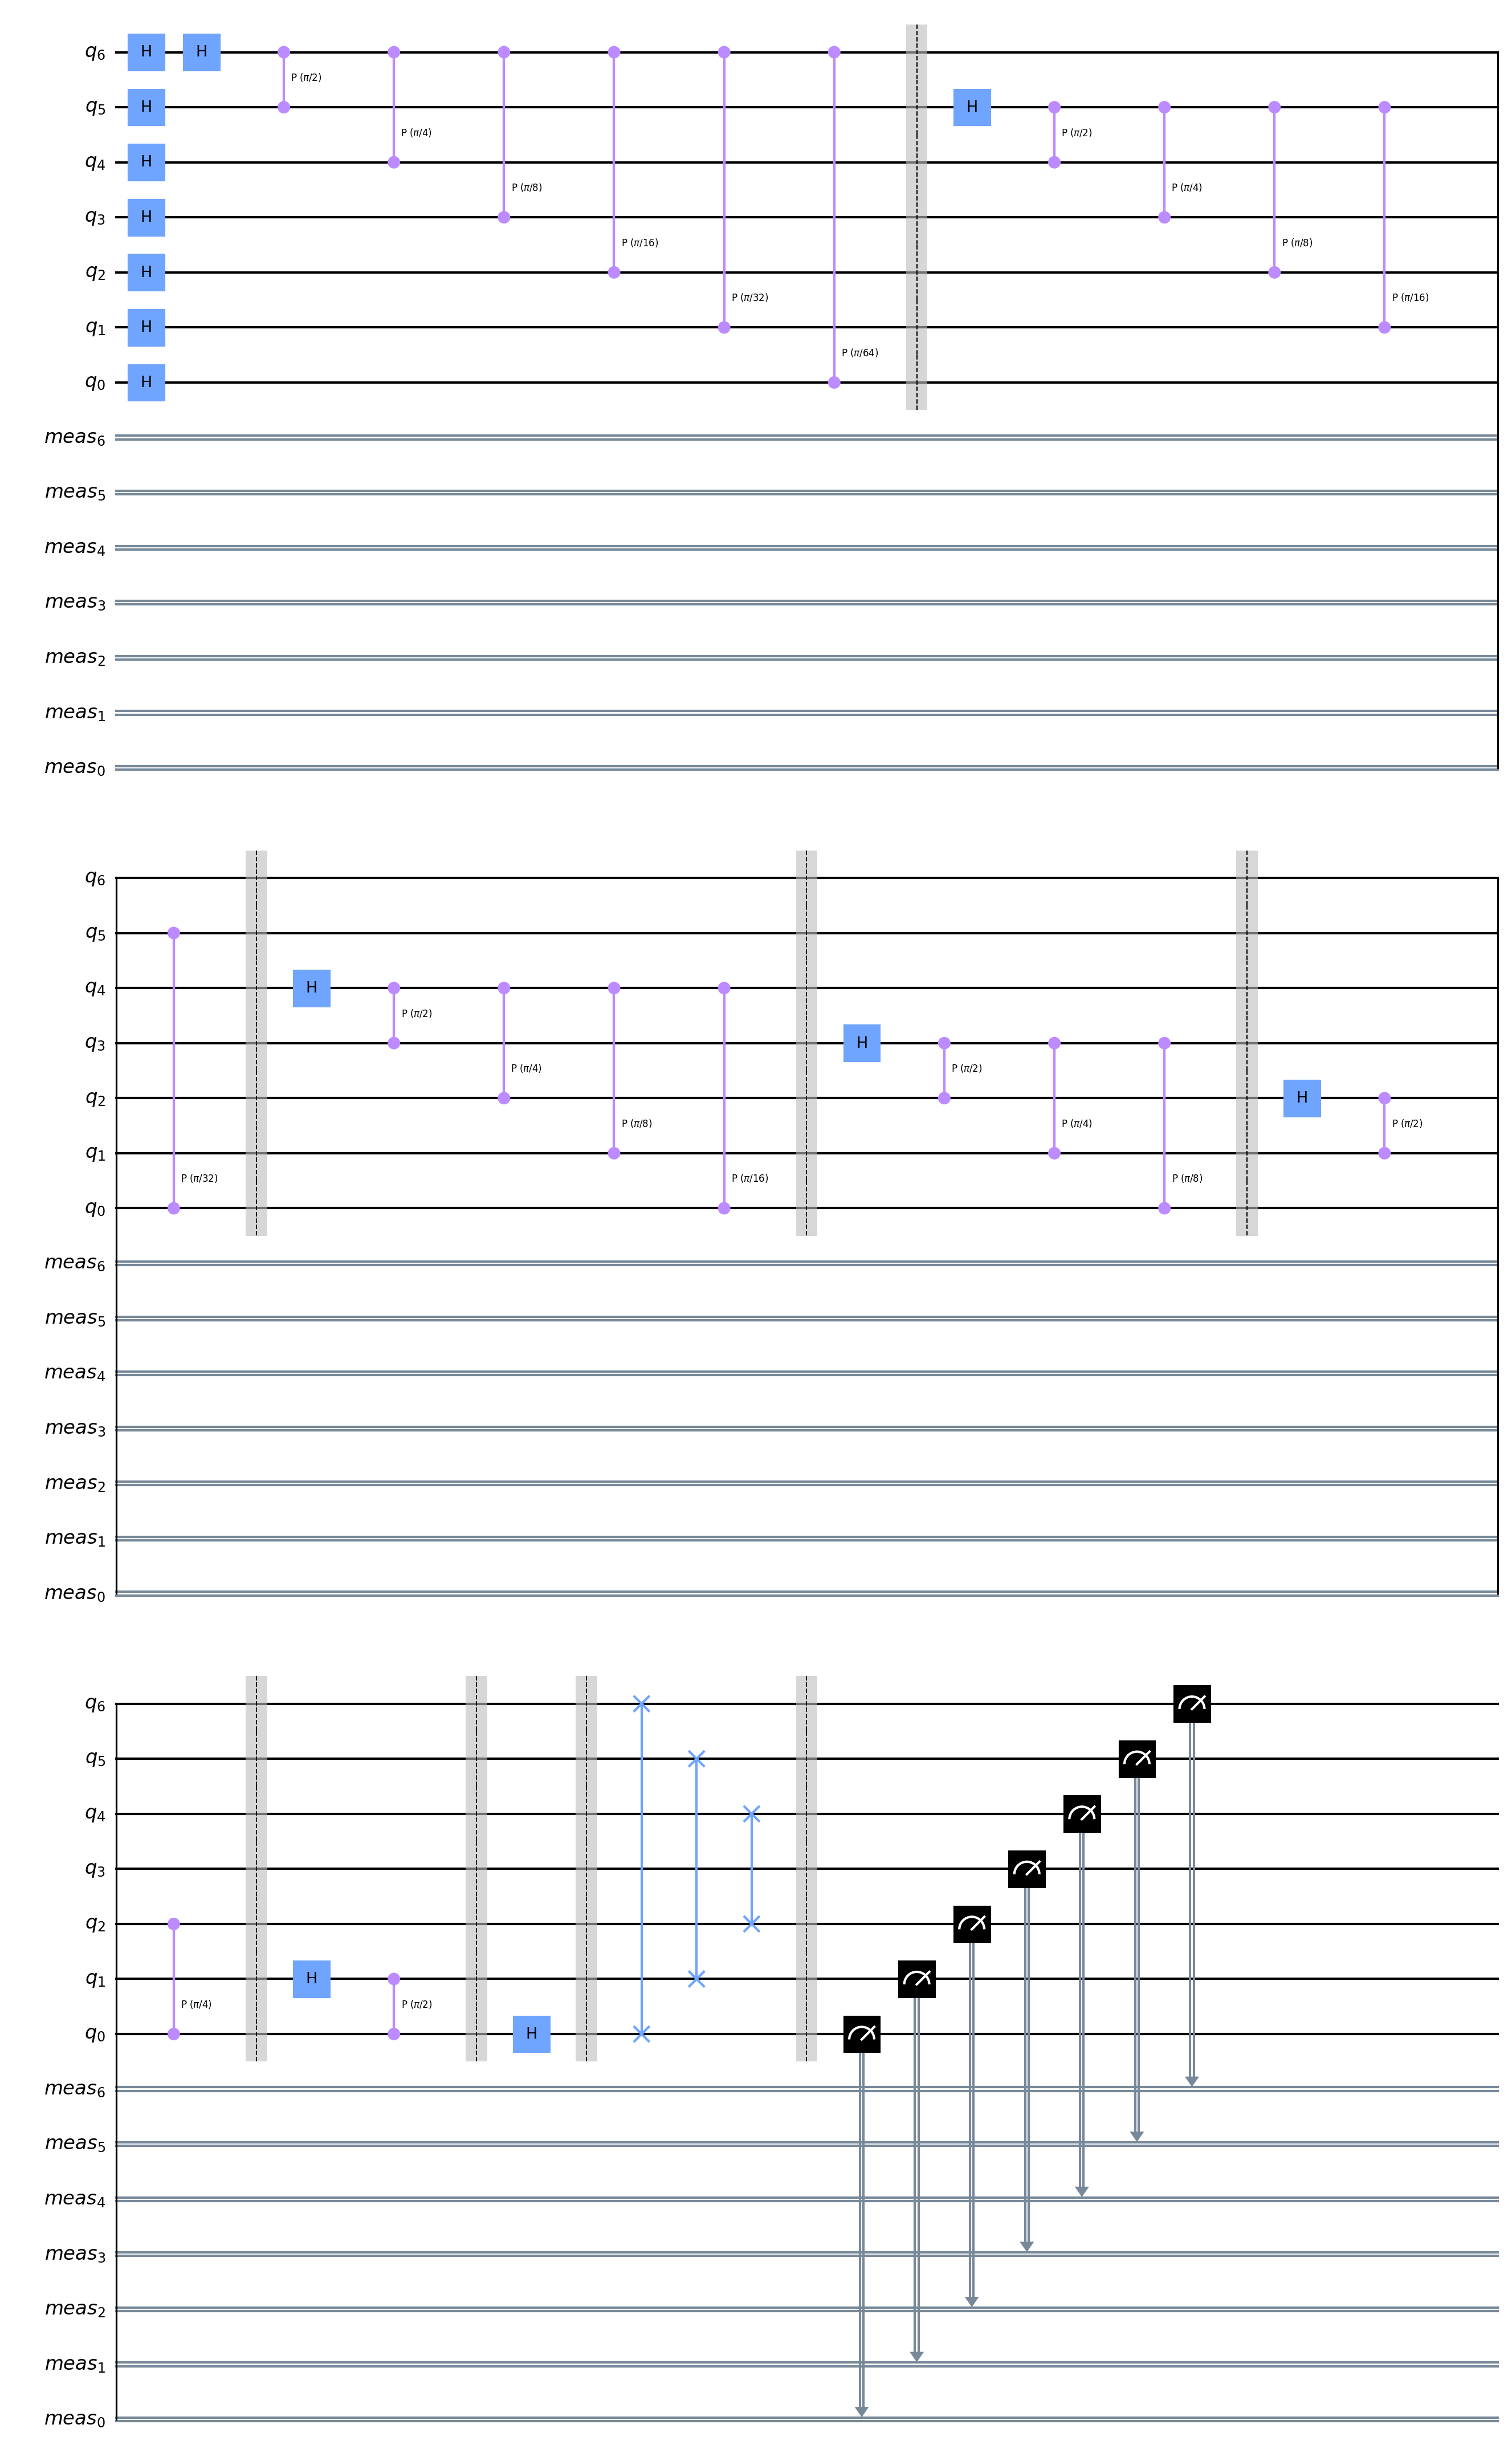 q6 H H
P (π/2)
q5 H H
P (π/4) P (π/2)
q4 H
P (π/8) P (π/4)
q3 H
P (π/16) P (π/8)
q2 H
P (π/32) P (π/16)
q1 H
P (π/64)
q0 H
meas6
meas5
meas4
meas3
meas2
meas1
meas0
q6
q5
q4 H
P (π/2)
q3 H
P (π/4) P (π/2)
q2 H
P (π/8) P (π/4) P (π/2)
q1
P (π/32) P (π/16) P (π/8)
q0
meas6
meas5
meas4
meas3
meas2
meas1
meas0
q6
q5
q4
q3
q2
q1 H
P (π/4) P (π/2)
q0 H
meas6
meas5
meas4
meas3
meas2
meas1
meas0